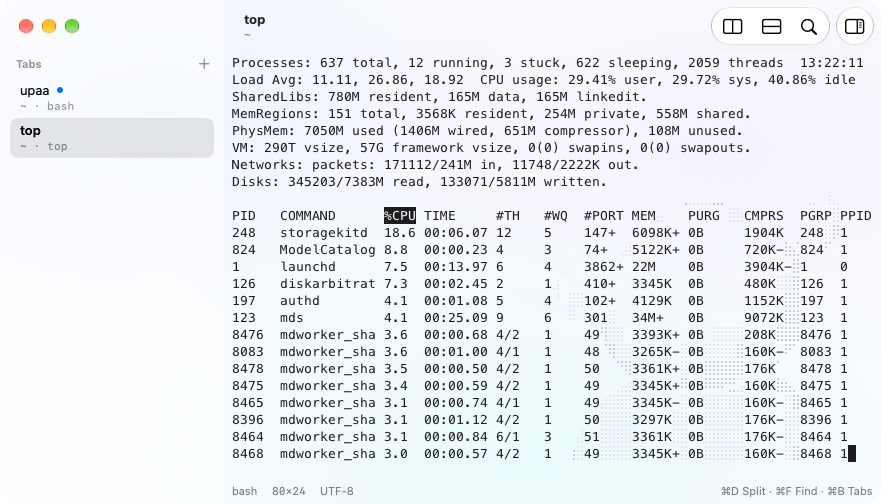 top
~
Tabs
upaa
~ · bash
top
~ · top
Processes: 637 total, 12 running, 3 stuck, 622 sleeping, 2059 threads  13:22:11
Load Avg: 11.11, 26.86, 18.92  CPU usage: 29.41% user, 29.72% sys, 40.86% idle
SharedLibs: 780M resident, 165M data, 165M linkedit.
MemRegions: 151 total, 3568K resident, 254M private, 558M shared.
PhysMem: 7050M used (1406M wired, 651M compressor), 108M unused.
VM: 290T vsize, 57G framework vsize, 0(0) swapins, 0(0) swapouts.
Networks: packets: 171112/241M in, 11748/2222K out.
Disks: 345203/7383M read, 133071/5811M written.
PID   COMMAND      %CPU TIME     #TH   #WQ  #PORT MEM    PURG   CMPRS  PGRP PPID
248   storagekitd  18.6 00:06.07 12    5    147+  6098K+ 0B     1904K  248  1
824   ModelCatalog 8.8  00:00.23 4     3    74+   5122K+ 0B     720K-  824  1
1     launchd      7.5  00:13.97 6     4    3862+ 22M    0B     3904K- 1    0
126   diskarbitrat 7.3  00:02.45 2     1    410+  3345K  0B     480K   126  1
197   authd        4.1  00:01.08 5     4    102+  4129K  0B     1152K  197  1
123   mds          4.1  00:25.09 9     6    301   34M+   0B     9072K  123  1
8476  mdworker_sha 3.6  00:00.68 4/2   1    49    3393K+ 0B     208K   8476 1
8083  mdworker_sha 3.6  00:01.00 4/1   1    48    3265K- 0B     160K-  8083 1
8478  mdworker_sha 3.5  00:00.50 4/2   1    50    3361K+ 0B     176K   8478 1
8475  mdworker_sha 3.4  00:00.59 4/2   1    49    3345K+ 0B     160K   8475 1
8465  mdworker_sha 3.1  00:00.74 4/1   1    49    3345K- 0B     160K-  8465 1
8396  mdworker_sha 3.1  00:01.12 4/2   1    50    3297K  0B     176K-  8396 1
8464  mdworker_sha 3.1  00:00.84 6/1   3    51    3361K  0B     176K-  8464 1
8468  mdworker_sha 3.0  00:00.57 4/2   1    49    3345K+ 0B     160K-  8468 1
bash  80×24  UTF-8  ⌘D Split · ⌘F Find · ⌘B Tabs